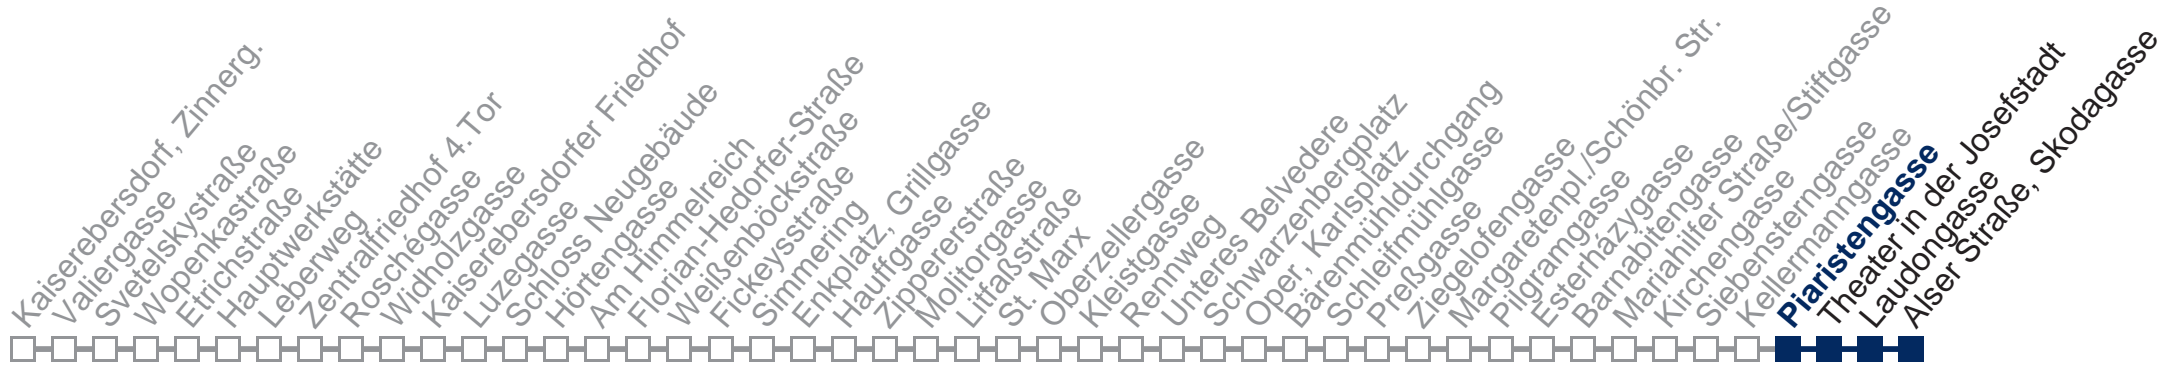 Kaiserebersdorf, Zinnerg.
Valiergasse
Svetelskystraße
Wopenkastraße
Etrichstraße
Hauptwerkstätte
Leberweg
Zentralfriedhof 4.Tor
Roschégasse
Widholzgasse
Kaiserebersdorfer Friedhof
Luzegasse
Schloss Neugebäude
Hörtengasse
Am Himmelreich
Florian-Hedorfer-Straße
Weißenböckstraße
Fickeysstraße
Simmering
Enkplatz, Grillgasse
Hauffgasse
Zippererstraße
Molitorgasse
Litfaßstraße
St. Marx
Oberzellergasse
Kleistgasse
Rennweg
Unteres Belvedere
Schwarzenbergplatz
Oper, Karlsplatz
Bärenmühldurchgang
Schleifmühlgasse
Preßgasse
Ziegelofengasse
Margaretenpl./Schönbr. Str.
Pilgramgasse
Esterházygasse
Barnabitengasse
Mariahilfer Straße/Stiftgasse
Kirchengasse
Siebensterngasse
Kellermanngasse
Piaristengasse
Theater in der Josefstadt
Laudongasse
Alser Straße, Skodagasse